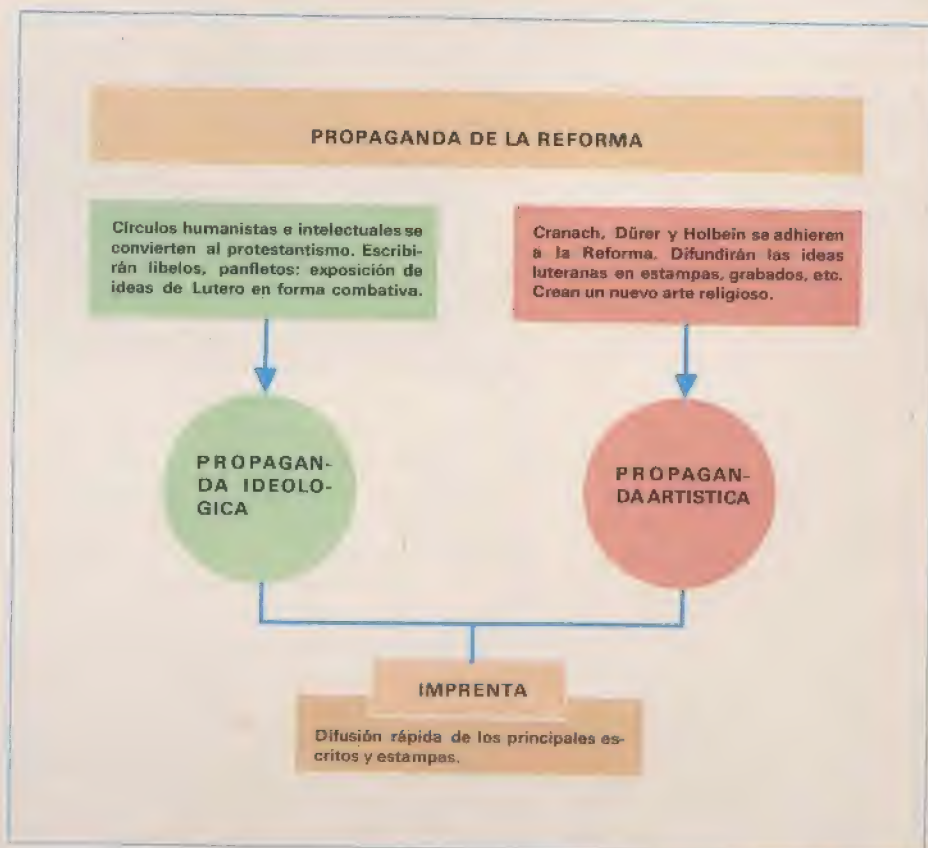 PROPAGANDA DE LA REFORMA
Círculos humanistas e intelectuales se
convierten al protestantismo. Escribi-
rán libelos, panfletos: exposición de
ideas de Lutero en forma combativa.
Cranach, Dürer y Holbein se adhieren
a la Reforma. Difundirán las ideas
luteranas en estampas, grabados, etc.
Crean un nuevo arte religioso.
PROPAGAN-
DA IDEOLO-
GICA
PROPAGAN-
DA ARTISTICA
IMPRENTA
Difusión rápida de los principales es-
critos y estampas.